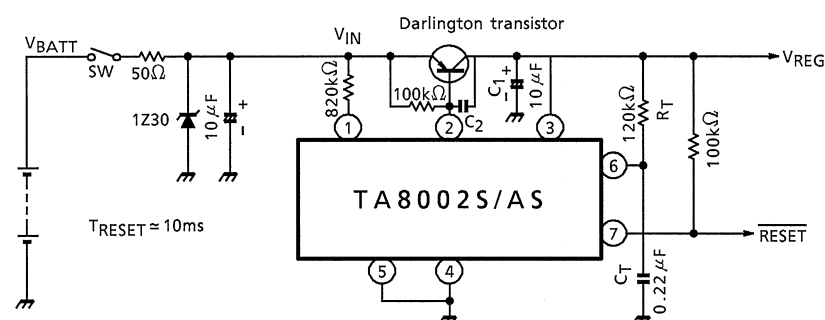 Darlington transistor
VBATT
SW
50Ω
VIN
820kΩ
100kΩ
C2
C1
+
-
10μF
VREG
1Z30
10μF
+
-
120kΩ
RT
100kΩ
1
2
3
6
TA8002S/AS
TRESET ≃ 10ms
7
RESET
5
4
CT
0.22μF